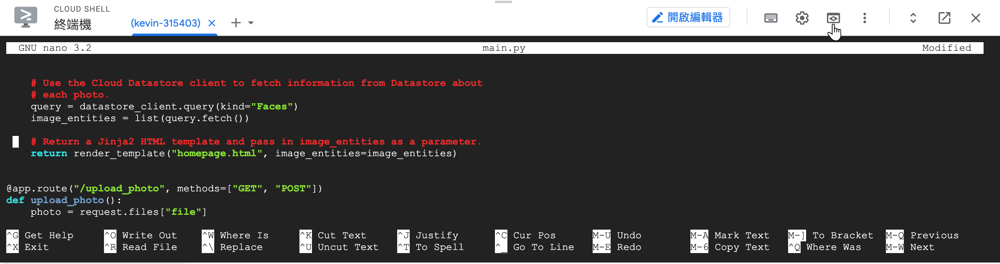 CLOUD SHELL
終端機
(kevin-315403)
開啟編輯器
GNU nano 3.2 main.py Modified
# Use the Cloud Datastore client to fetch information from Datastore about
# each photo.
query = datastore_client.query(kind="Faces")
image_entities = list(query.fetch())
# Return a Jinja2 HTML template and pass in image_entities as a parameter.
return render_template("homepage.html", image_entities=image_entities)
@app.route("/upload_photo", methods=["GET", "POST"])
def upload_photo():
photo = request.files["file"]
^G Get Help ^O Write Out ^W Where Is ^K Cut Text ^J Justify ^C Cur Pos M-U Undo M-A Mark Text M-] To Bracket M-Q Previous
^X Exit ^R Read File ^\ Replace ^U Uncut Text ^T To Spell ^_ Go To Line M-E Redo M-6 Copy Text ^Q Where Was M-W Next